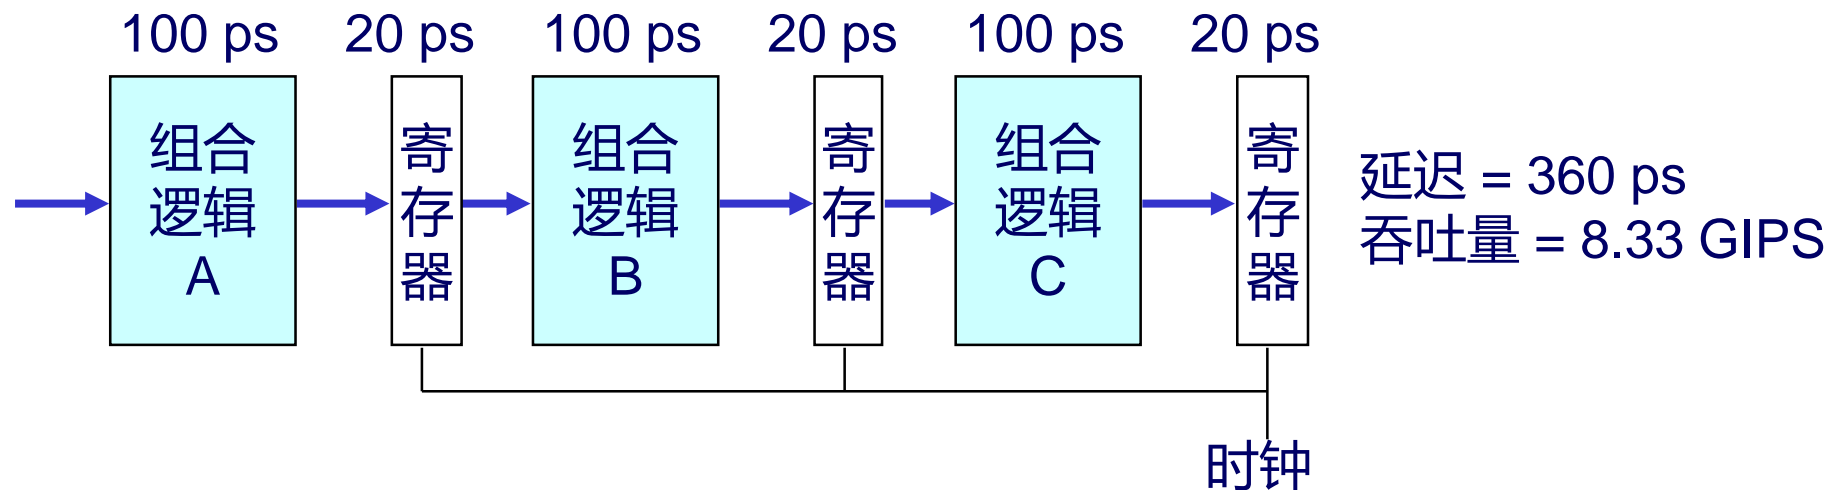 100 ps 20 ps 100 ps 20 ps 100 ps 20 ps
组合
逻辑
A
寄
存
器
组合
逻辑
B
寄
存
器
组合
逻辑
C
寄
存
器
延迟 = 360 ps
吞吐量 = 8.33 GIPS
时钟